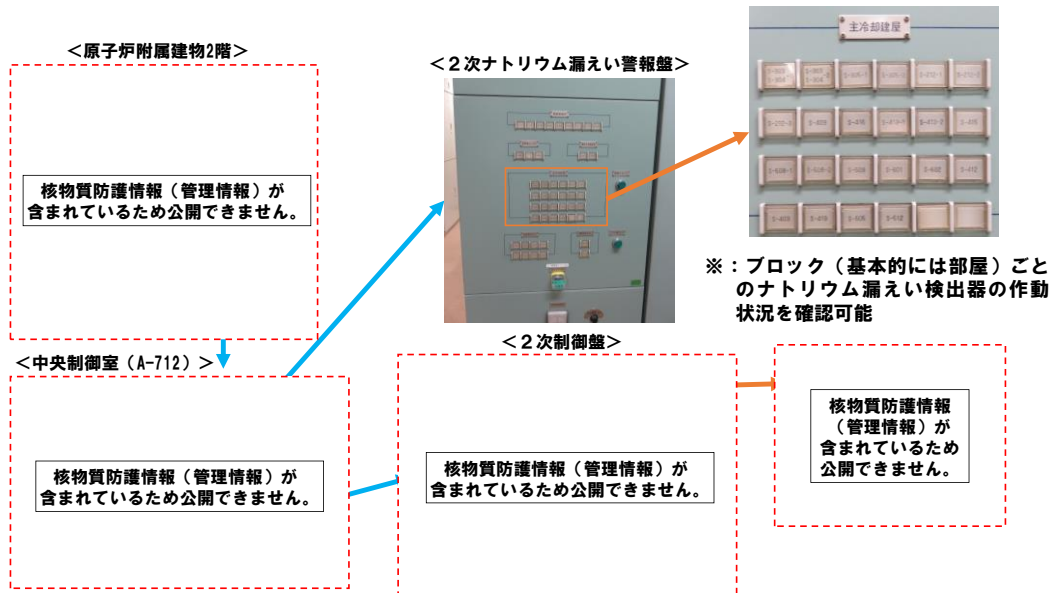 ＜原子炉附属建物2階＞
核物質防護情報（管理情報）が
含まれているため公開できません。
＜２次ナトリウム漏えい警報盤＞
主冷却建屋
※：ブロック（基本的には部屋）ごと
のナトリウム漏えい検出器の作動
状況を確認可能
＜中央制御室（A-712）＞
核物質防護情報（管理情報）が
含まれているため公開できません。
＜２次制御盤＞
核物質防護情報（管理情報）が
含まれているため公開できません。
核物質防護情報
（管理情報）が
含まれているため
公開できません。